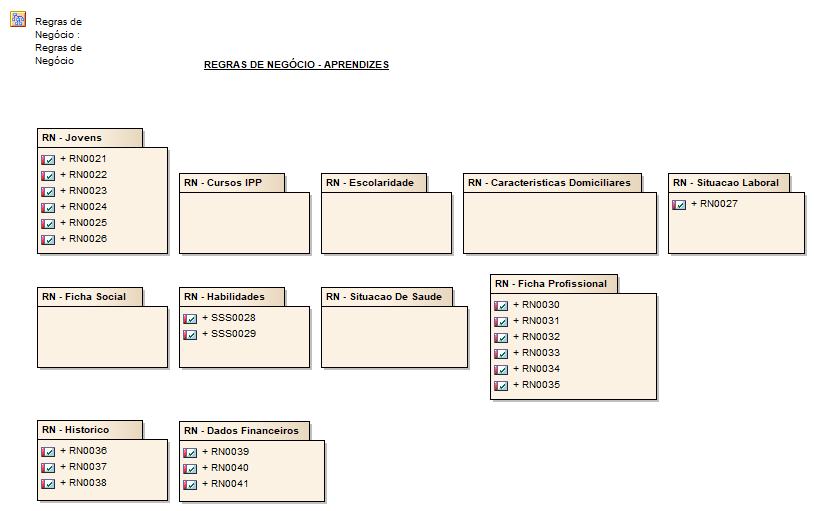 Regras de
Negócio :
Regras de
Negócio
REGRAS DE NEGÓCIO - APRENDIZES
RN - Jovens
+ RN0021
+ RN0022
+ RN0023
+ RN0024
+ RN0025
+ RN0026
RN - Cursos IPP
RN - Escolaridade
RN - Caracteristicas Domiciliares
RN - Situacao Laboral
+ RN0027
RN - Ficha Social
RN - Habilidades
+ SSS0028
+ SSS0029
RN - Situacao De Saude
RN - Ficha Profissional
+ RN0030
+ RN0031
+ RN0032
+ RN0033
+ RN0034
+ RN0035
RN - Historico
+ RN0036
+ RN0037
+ RN0038
RN - Dados Financeiros
+ RN0039
+ RN0040
+ RN0041